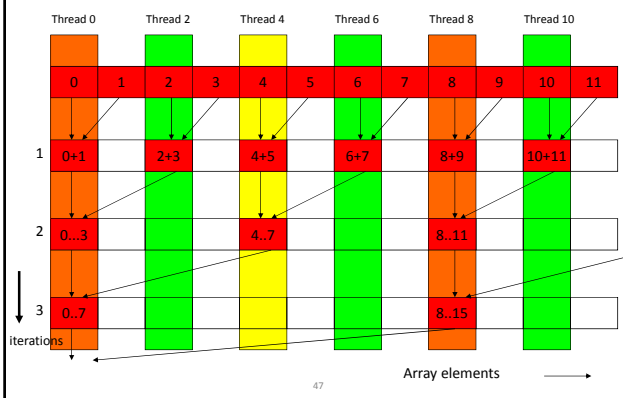 Thread 0 Thread 2 Thread 4 Thread 6 Thread 8 Thread 10
0 1 2 3 4 5 6 7 8 9 10 11
1 0+1 2+3 4+5 6+7 8+9 10+11
2 0...3 4..7 8..11
3 0..7 8..15
iterations
Array elements
47